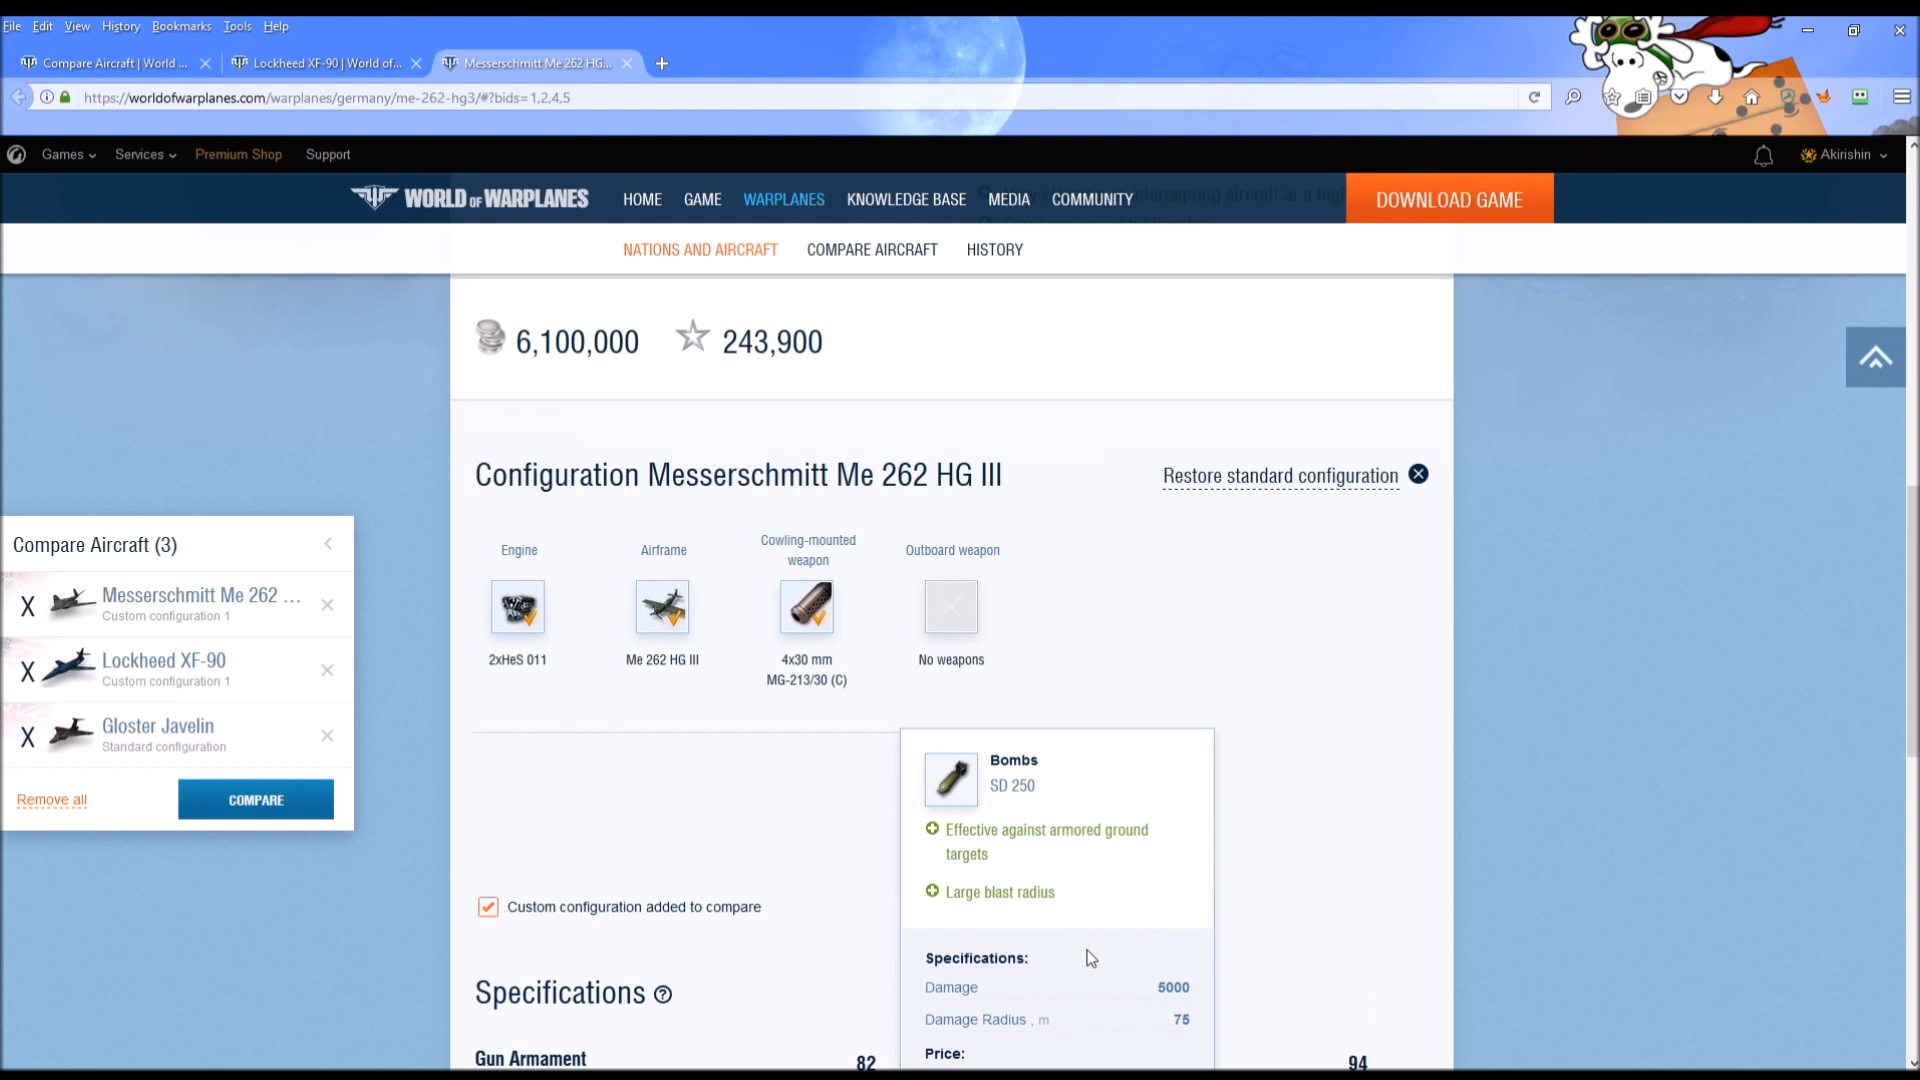 File Edit View History Bookmarks Tools Help
Compare Aircraft | World ... Lockheed XF-90 | World of... Messerschmitt Me 262 HG...
https://worldofwarplanes.com/warplanes/germany/me-262-hg3/#?bids=1,2,4,5
Games Services Premium Shop Support Akirishin
WORLD OF WARPLANES HOME GAME WARPLANES KNOWLEDGE BASE MEDIA COMMUNITY DOWNLOAD GAME
NATIONS AND AIRCRAFT COMPARE AIRCRAFT HISTORY
6,100,000 243,900
Configuration Messerschmitt Me 262 HG III Restore standard configuration
Engine Airframe Cowling-mounted weapon Outboard weapon
2xHeS 011 Me 262 HG III 4x30 mm No weapons
MG-213/30 (C)
Compare Aircraft (3)
X Messerschmitt Me 262 ...
Custom configuration 1
X Lockheed XF-90
Custom configuration 1
X Gloster Javelin
Standard configuration
Remove all COMPARE
Bombs
SD 250
Effective against armored ground
targets
Large blast radius
Custom configuration added to compare
Specifications:
Damage 5000
Damage Radius , m 75
Price:
Specifications ?
Gun Armament 82 94